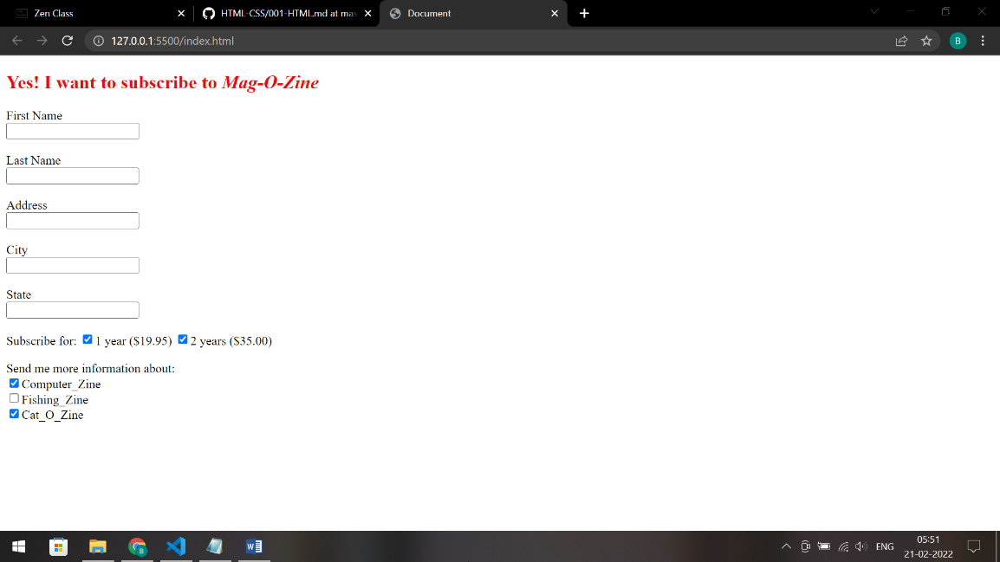 Zen Class
HTML-CSS/001-HTML.md at mas
Document
127.0.0.1:5500/index.html
B
Yes! I want to subscribe to Mag-O-Zine
First Name
Last Name
Address
City
State
Subscribe for: 1 year ($19.95) 2 years ($35.00)
Send me more information about:
Computer_Zine
Fishing_Zine
Cat_O_Zine
ENG
05:51
21-02-2022